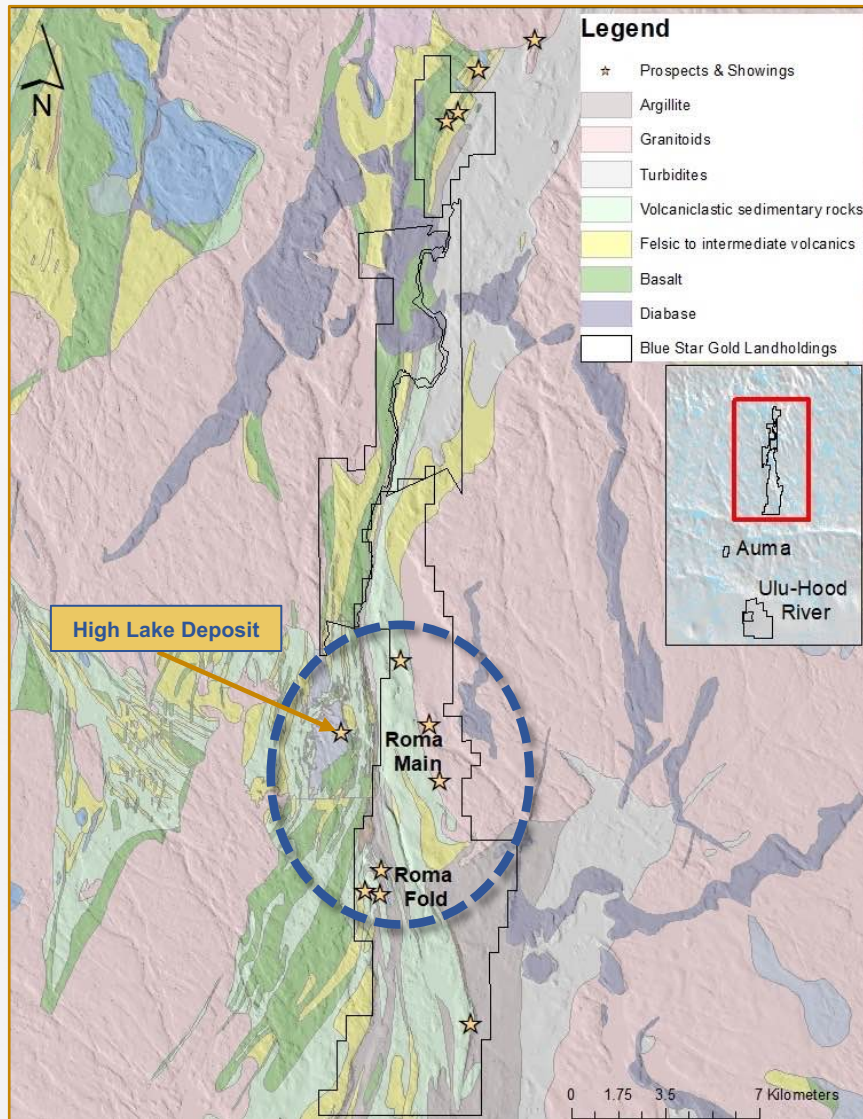 Legend
Prospects & Showings
Argillite
Granitoids
Turbidites
Volcaniclastic sedimentary rocks
Felsic to intermediate volcanics
Basalt
Diabase
Blue Star Gold Landholdings
N
Auma
Ulu-Hood
River
High Lake Deposit
Roma
Main
Roma
Fold
0 1.75 3.5 7 Kilometers